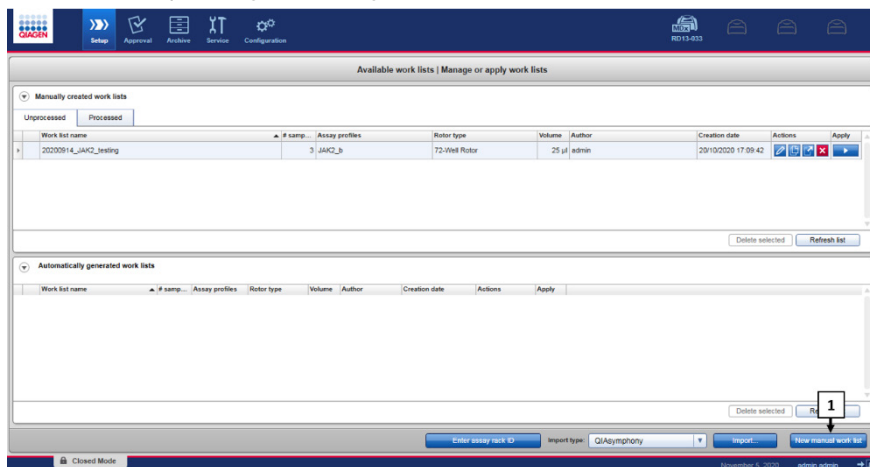 QIAGEN
Setup Approval Archive Service Configuration
MDx
RD13-033
Available work lists | Manage or apply work lists
Manually created work lists
Unprocessed Processed
Work list name # samp... Assay profiles Rotor type Volume Author Creation date Actions Apply
20200914_JAK2_testing 3 JAK2_b 72-Well Rotor 25 µl admin 20/10/2020 17:09:42
Delete selected Refresh list
Automatically generated work lists
Work list name # samp... Assay profiles Rotor type Volume Author Creation date Actions Apply
Delete selected
1
Enter assay rack ID Import type: QIAsymphony Import... New manual work list
Closed Mode November 5, 2020 admin admin